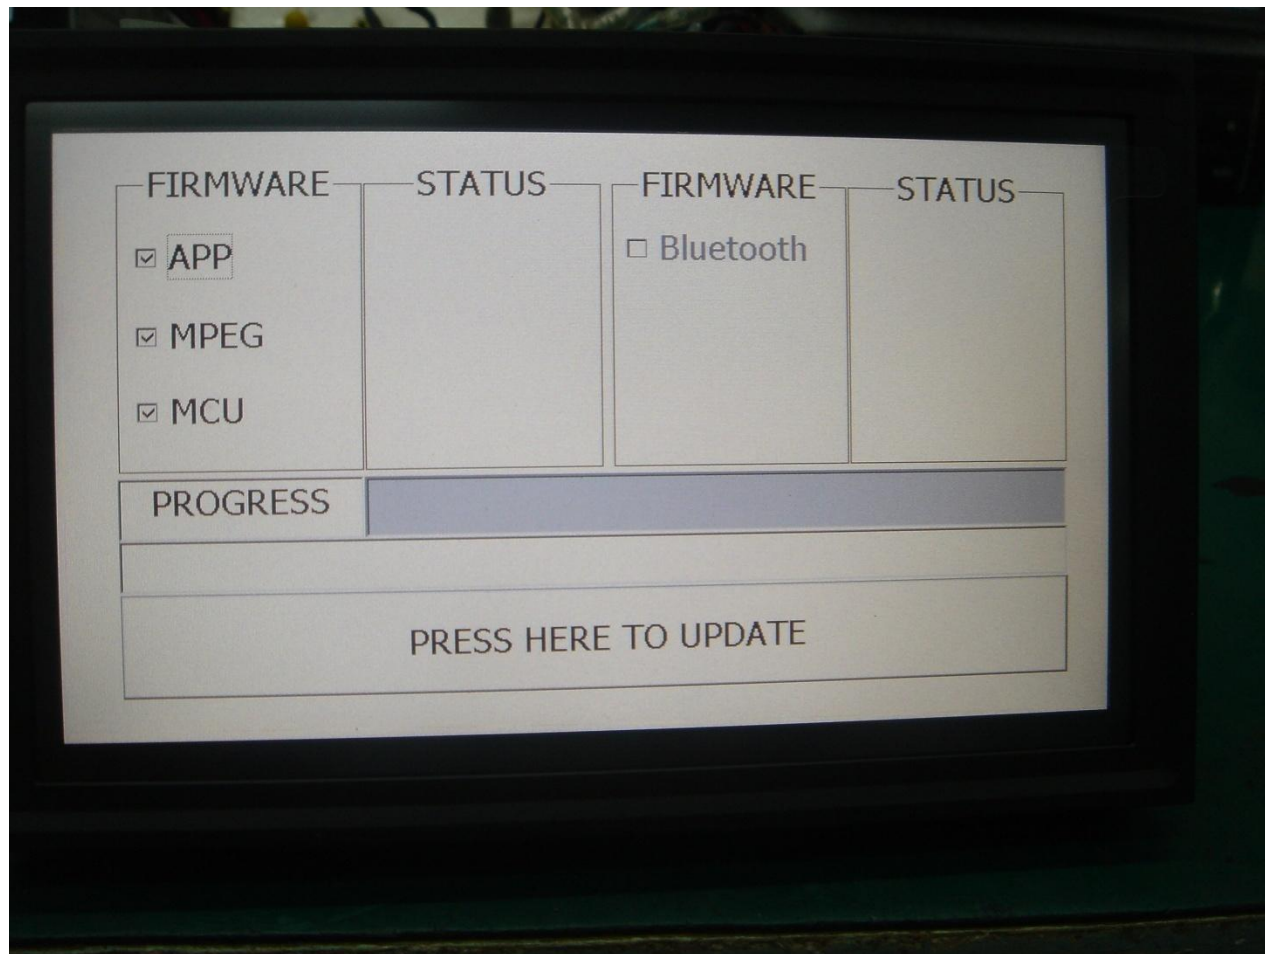 FIRMWARE STATUS FIRMWARE STATUS
APP Bluetooth
MPEG
MCU
PROGRESS
PRESS HERE TO UPDATE